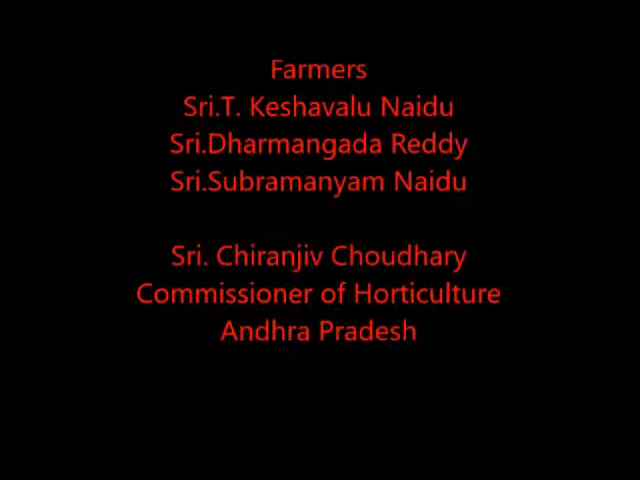 Farmers
Sri.T. Keshavalu Naidu
Sri.Dharmangada Reddy
Sri.Subramanyam Naidu
Sri. Chiranjiv Choudhary
Commissioner of Horticulture
Andhra Pradesh